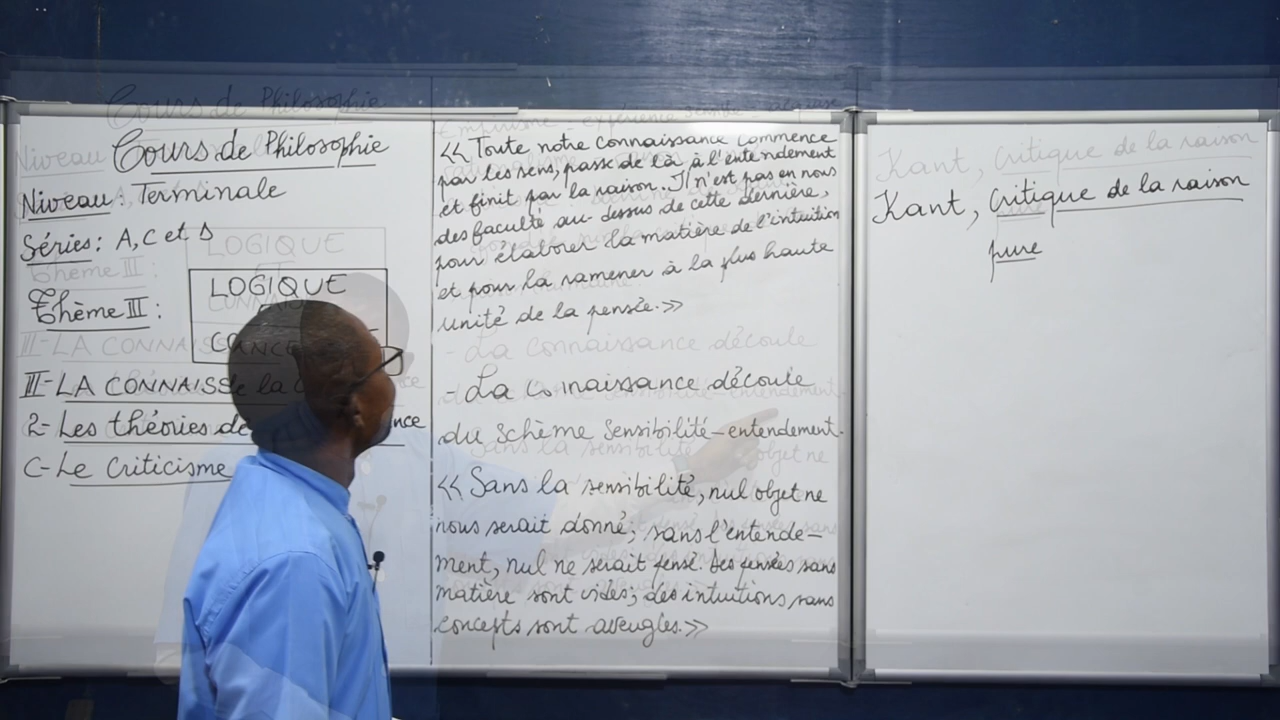 Cours de Philosophie
Niveau : Terminale
Séries : A, C et D
Thème III :
LOGIQUE
III- LA CONNAISS
2- Les théories de nce
C- Le Criticisme
<< Toute notre connaissance commence
par les sens, passe de là à l'entendement
et finit par la raison. Il n'est pas en nous
des faculté au-dessus de cette dernière,
pour élaborer la matière de l'intuition
et pour la ramener à la plus haute
unité de la pensée. >>
- La connaissance découle
du schème Sensibilité-entendement.
<< Sans la sensibilité, nul objet ne
nous serait donné ; sans l'entende-
ment, nul ne serait pensé. Des pensées sans
matière sont vides ; des intuitions sans
concepts sont aveugles. >>
Kant, Critique de la raison
pure